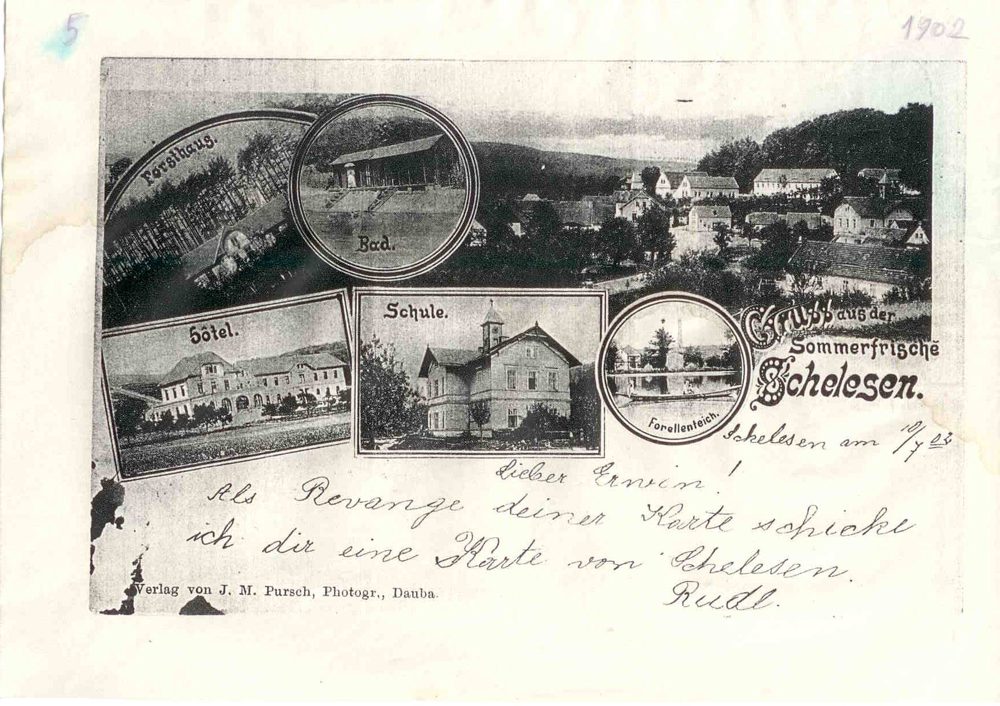 5
1902
Forsthaus.
Bad.
Hôtel.
Schule.
Forellenteich.
Gruss aus der
Sommerfrische
Schelesen.
Schelesen am 10/7 02
Lieber Erwin!
Als Revange deiner Karte schicke
ich dir eine Karte von Schelesen.
Rudl.
Verlag von J. M. Pursch, Photogr., Dauba.